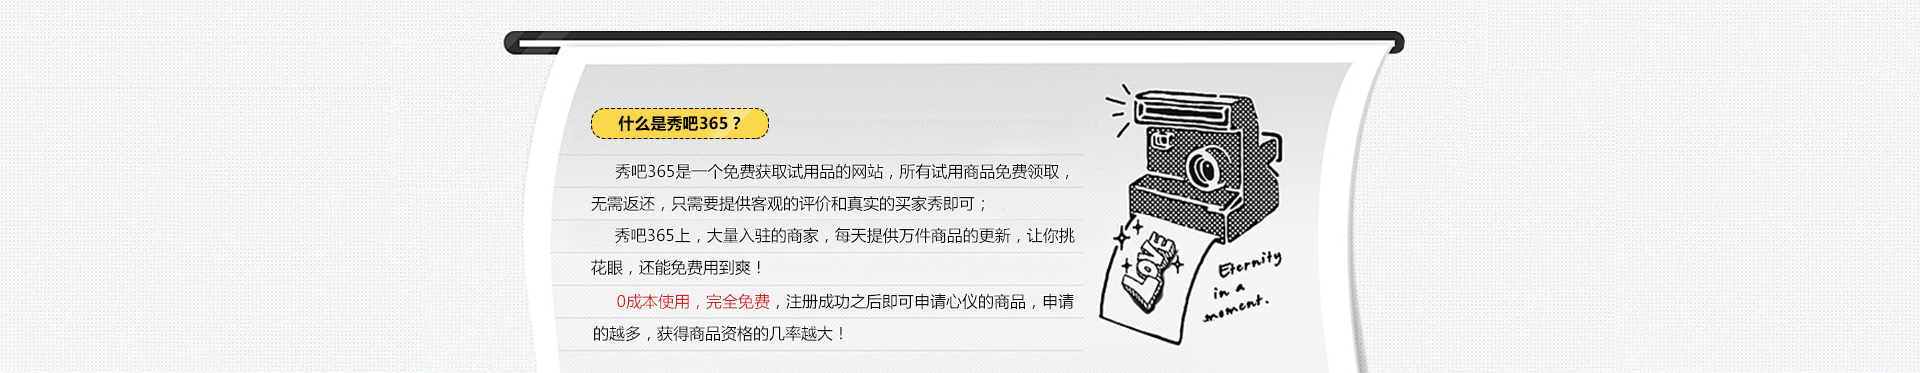 什么是秀吧365？
秀吧365是一个免费获取试用品的网站，所有试用商品免费领取，
无需返还，只需要提供客观的评价和真实的买家秀即可；
秀吧365上，大量入驻的商家，每天提供万件商品的更新，让你挑
花眼，还能免费用到爽！
0成本使用，完全免费，注册成功之后即可申请心仪的商品，申请
的越多，获得商品资格的几率越大！
LOVE
Eternity
in a
moment.